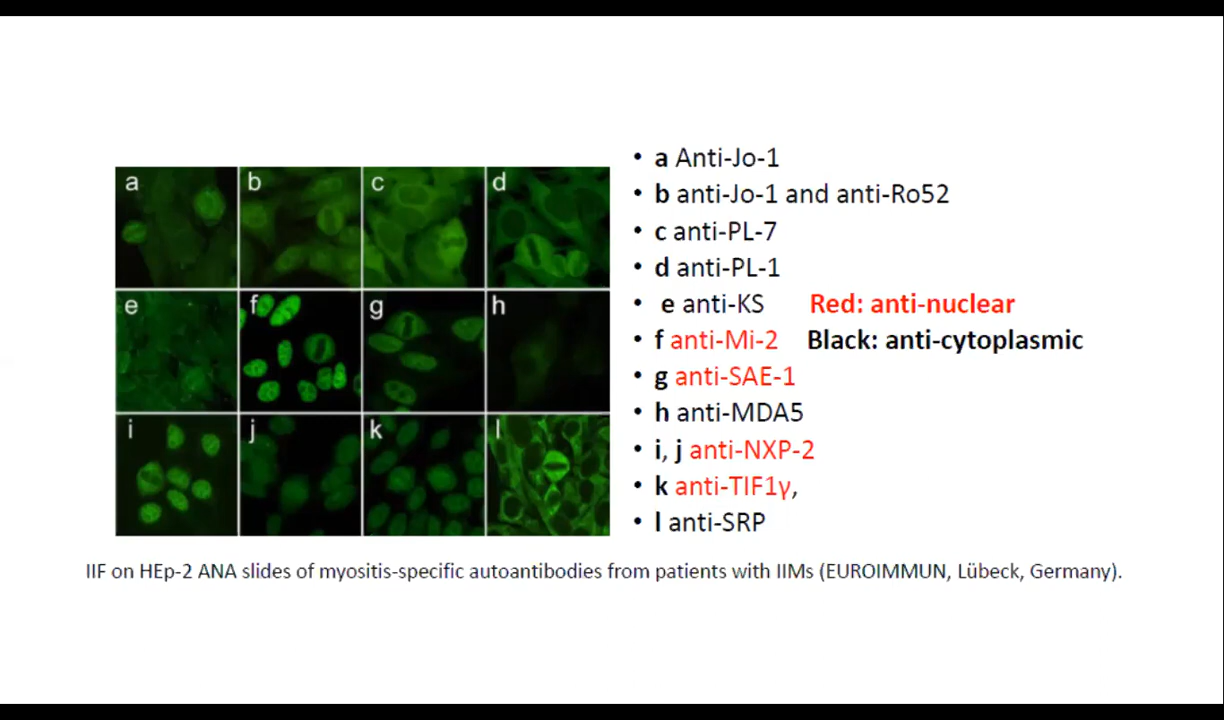 a b c d
e f g h
i j k l
• a Anti-Jo-1
• b anti-Jo-1 and anti-Ro52
• c anti-PL-7
• d anti-PL-1
• e anti-KS Red: anti-nuclear
• f anti-Mi-2 Black: anti-cytoplasmic
• g anti-SAE-1
• h anti-MDA5
• i, j anti-NXP-2
• k anti-TIF1γ,
• l anti-SRP
IIF on HEp-2 ANA slides of myositis-specific autoantibodies from patients with IIMs (EUROIMMUN, Lübeck, Germany).